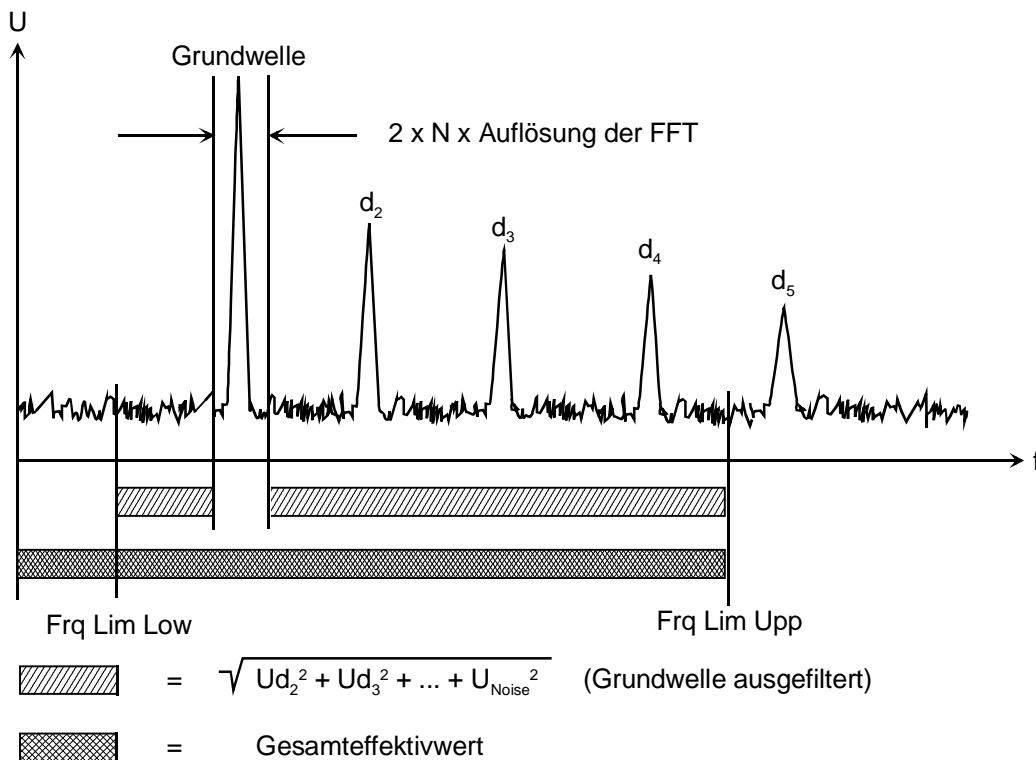 U
Grundwelle
2 x N x Auflösung der FFT
d₂
d₃
d₄
d₅
f
Frq Lim Low
Frq Lim Upp
= √ Ud₂² + Ud₃² + ... + U_Noise² (Grundwelle ausgefiltert)
= Gesamteffektivwert